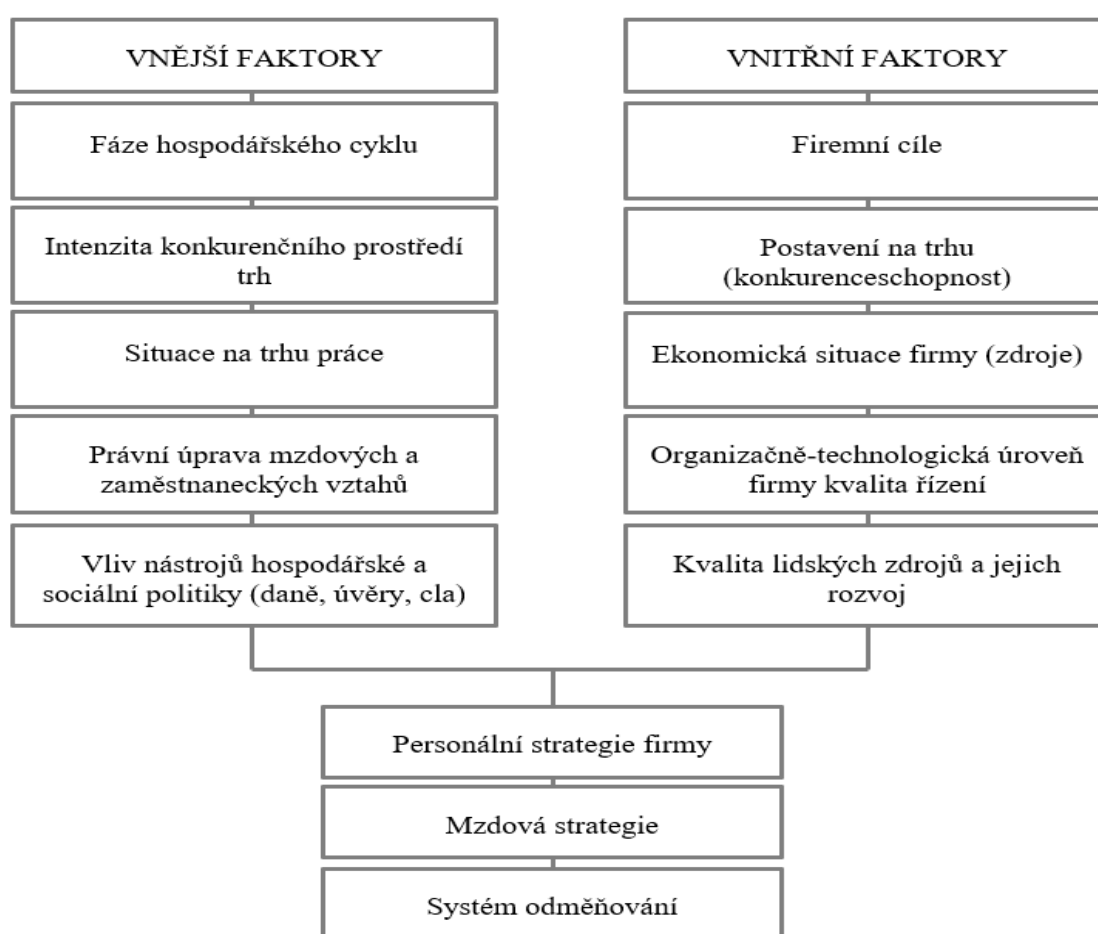 VNĚJŠÍ FAKTORY
Fáze hospodářského cyklu
Intenzita konkurenčního prostředí
trh
Situace na trhu práce
Právní úprava mzdových a
zaměstnaneckých vztahů
Vliv nástrojů hospodářské a
sociální politiky (daně, úvěry, cla)
VNITŘNÍ FAKTORY
Firemní cíle
Postavení na trhu
(konkurenceschopnost)
Ekonomická situace firmy (zdroje)
Organizačně-technologická úroveň
firmy kvalita řízení
Kvalita lidských zdrojů a jejich
rozvoj
Personální strategie firmy
Mzdová strategie
Systém odměňování